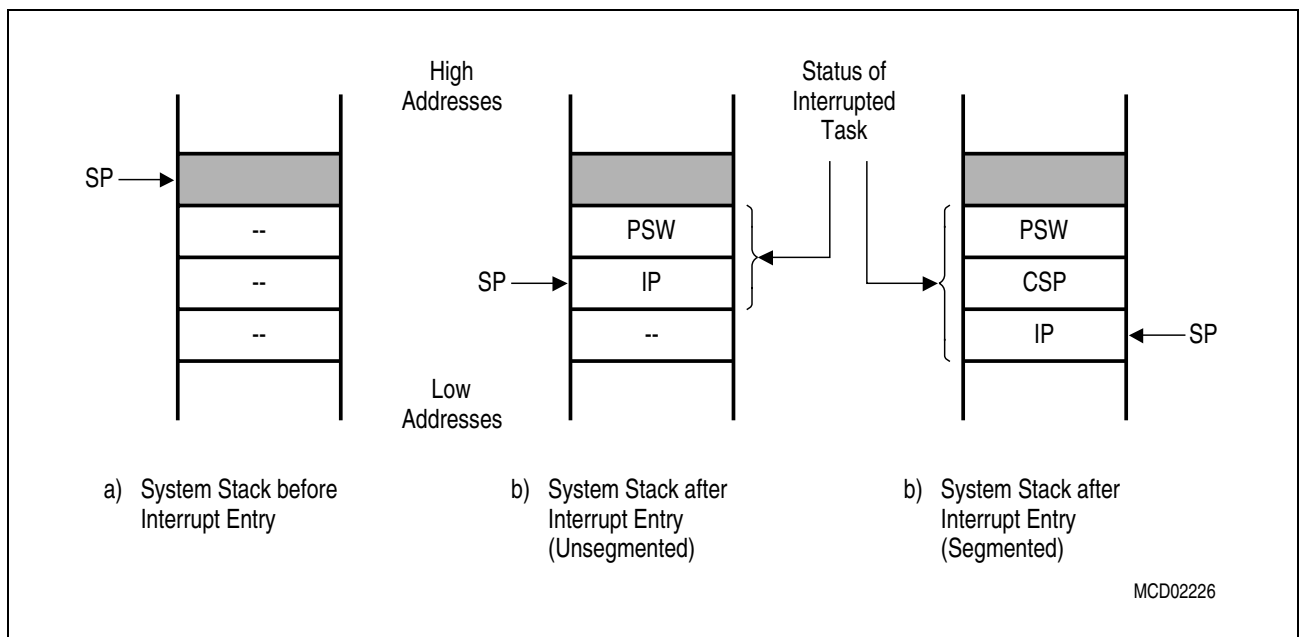 High
Addresses
Status of
Interrupted
Task
SP
--
PSW
PSW
--
SP
IP
CSP
--
--
IP
SP
Low
Addresses
a) System Stack before
Interrupt Entry
b) System Stack after
Interrupt Entry
(Unsegmented)
b) System Stack after
Interrupt Entry
(Segmented)
MCD02226